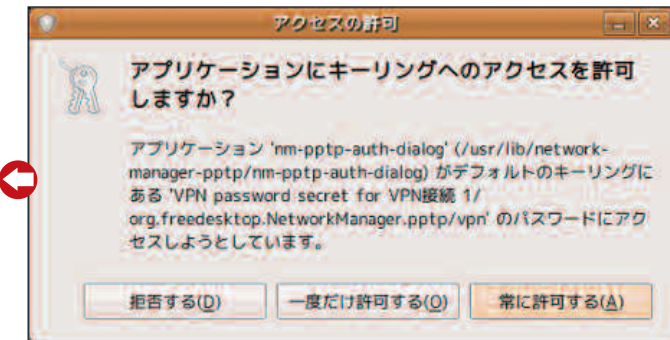 アクセスの許可
アプリケーションにキーリングへのアクセスを許可
しますか？
アプリケーション 'nm-pptp-auth-dialog' (/usr/lib/network-
manager-pptp/nm-pptp-auth-dialog) がデフォルトのキーリングに
ある 'VPN password secret for VPN接続 1/
org.freedesktop.NetworkManager.pptp/vpn' のパスワードにアク
セスしようとしています。
拒否する(D)
一度だけ許可する(O)
常に許可する(A)